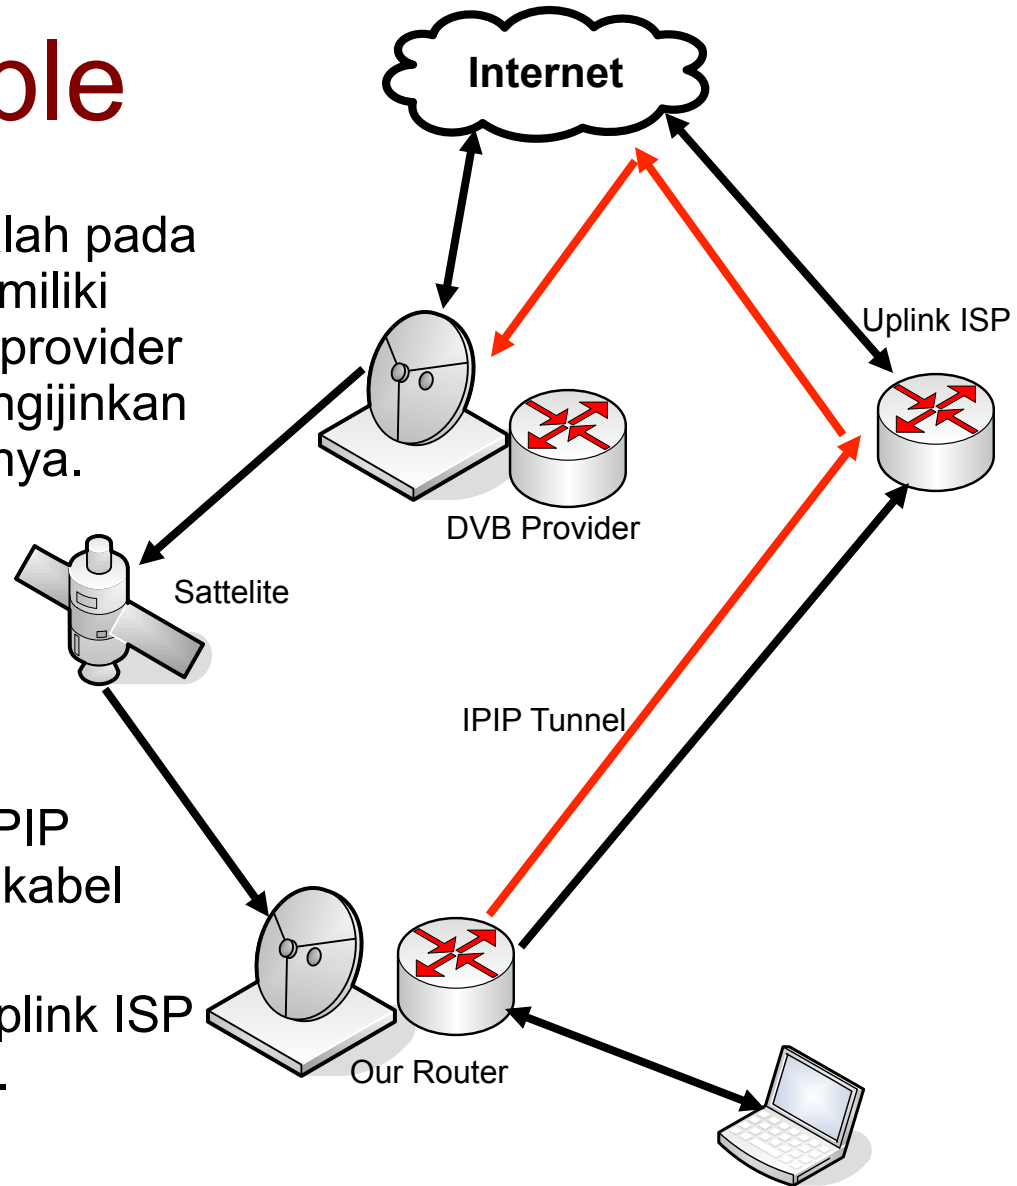 ple
Internet
lah pada
miliki
provider
ngijinkan
nya.
Uplink ISP
DVB Provider
Sattelite
IPIP Tunnel
PIP
kabel
plink ISP
.
Our Router